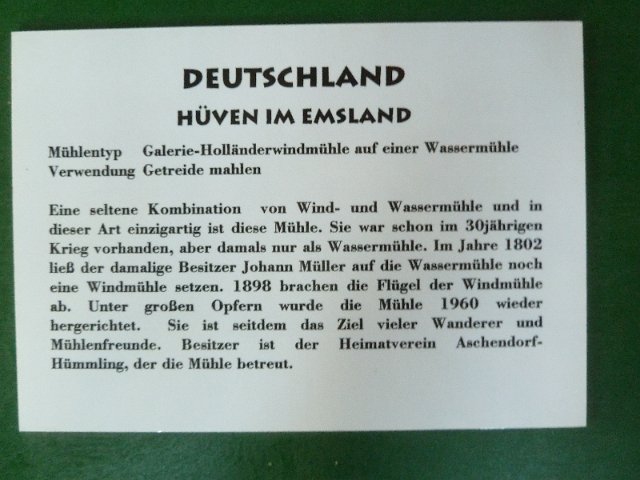 DEUTSCHLAND
HÜVEN IM EMSLAND
Mühlentyp Galerie-Holländerwindmühle auf einer Wassermühle
Verwendung Getreide mahlen
Eine seltene Kombination von Wind- und Wassermühle und in
dieser Art einzigartig ist diese Mühle. Sie war schon im 30jährigen
Krieg vorhanden, aber damals nur als Wassermühle. Im Jahre 1802
ließ der damalige Besitzer Johann Müller auf die Wassermühle noch
eine Windmühle setzen. 1898 brachen die Flügel der Windmühle
ab. Unter großen Opfern wurde die Mühle 1960 wieder
hergerichtet. Sie ist seitdem das Ziel vieler Wanderer und
Mühlenfreunde. Besitzer ist der Heimatverein Aschendorf-
Hümmling, der die Mühle betreut.